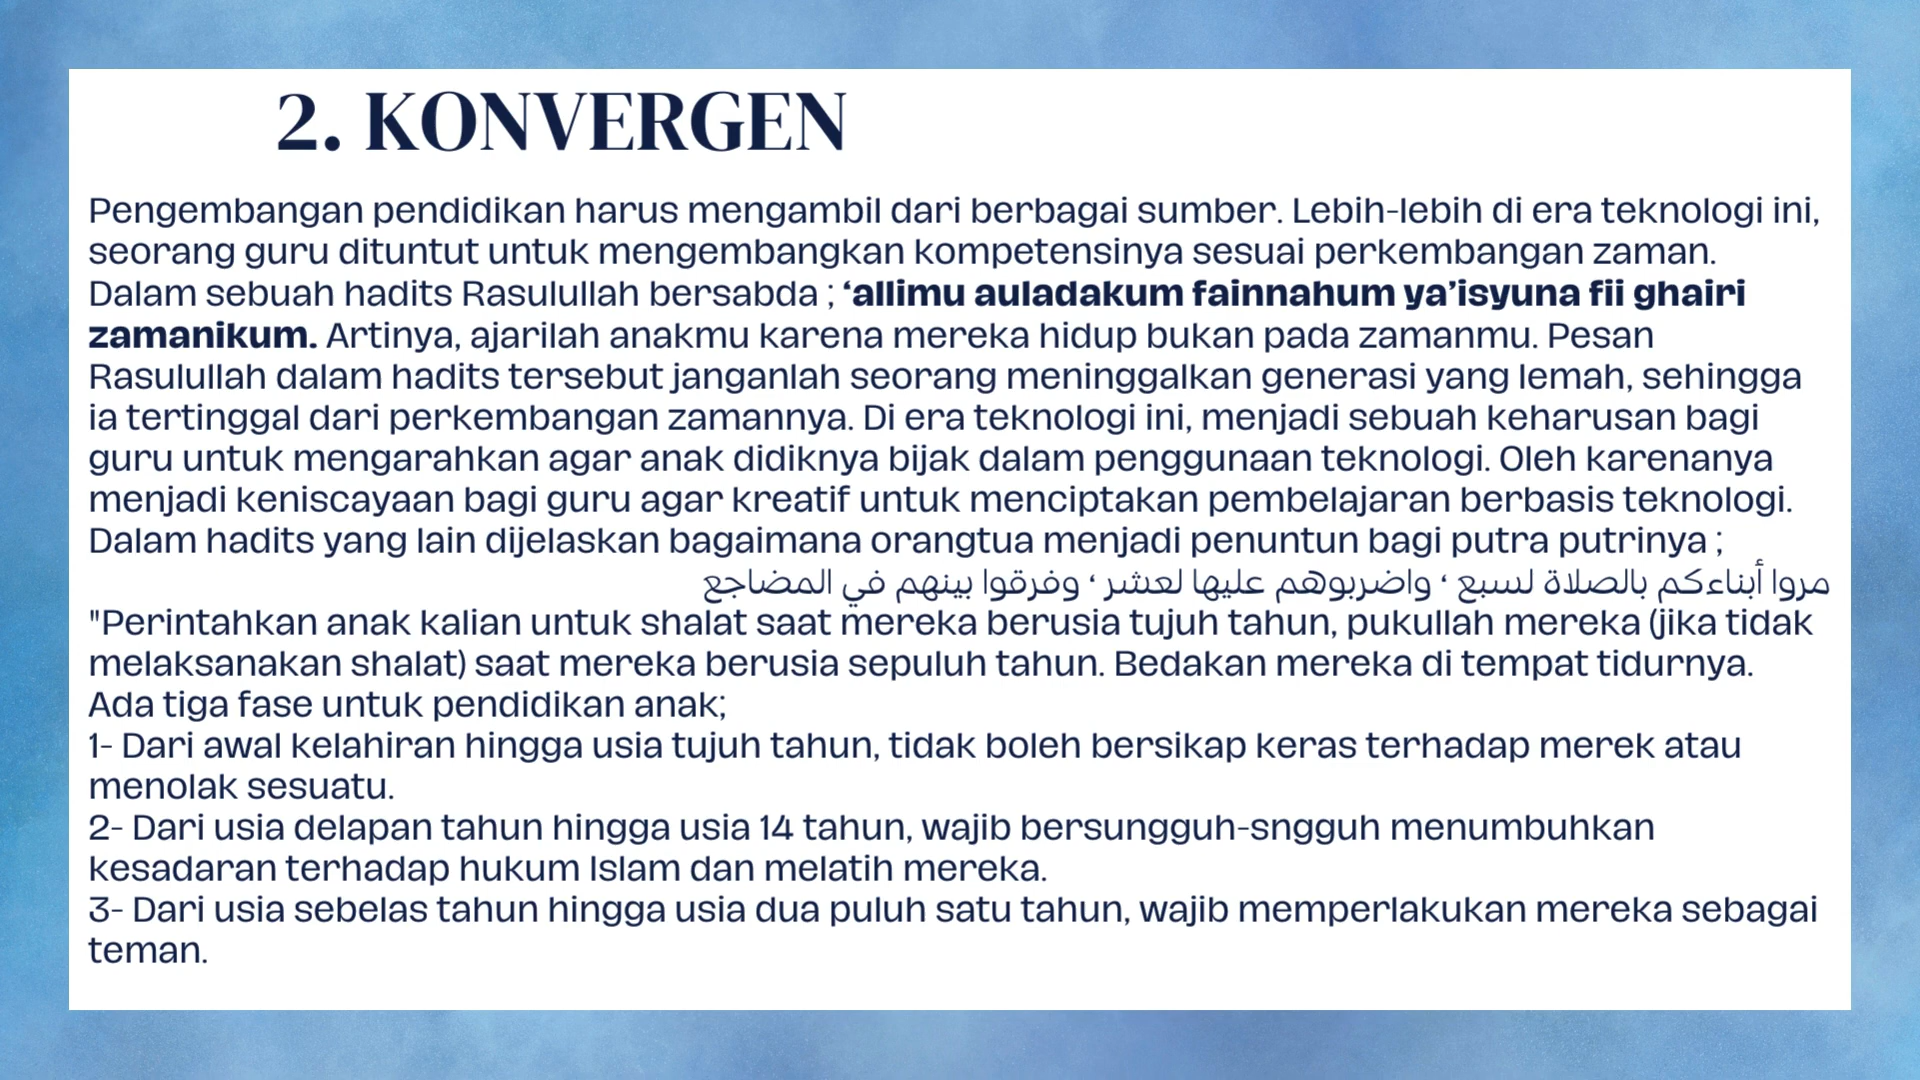 2. KONVERGEN
Pengembangan pendidikan harus mengambil dari berbagai sumber. Lebih-lebih di era teknologi ini,
seorang guru dituntut untuk mengembangkan kompetensinya sesuai perkembangan zaman.
Dalam sebuah hadits Rasulullah bersabda ; ‘allimu auladakum fainnahum ya’isyuna fii ghairi
zamanikum. Artinya, ajarilah anakmu karena mereka hidup bukan pada zamanmu. Pesan
Rasulullah dalam hadits tersebut janganlah seorang meninggalkan generasi yang lemah, sehingga
ia tertinggal dari perkembangan zamannya. Di era teknologi ini, menjadi sebuah keharusan bagi
guru untuk mengarahkan agar anak didiknya bijak dalam penggunaan teknologi. Oleh karenanya
menjadi keniscayaan bagi guru agar kreatif untuk menciptakan pembelajaran berbasis teknologi.
Dalam hadits yang lain dijelaskan bagaimana orangtua menjadi penuntun bagi putra putrinya ;
مروا أبناءكم بالصلاة لسبع ‘ واضربوهم عليها لعشر ‘ وفرقوا بينهم في المضاجع
"Perintahkan anak kalian untuk shalat saat mereka berusia tujuh tahun, pukullah mereka (jika tidak
melaksanakan shalat) saat mereka berusia sepuluh tahun. Bedakan mereka di tempat tidurnya.
Ada tiga fase untuk pendidikan anak;
1- Dari awal kelahiran hingga usia tujuh tahun, tidak boleh bersikap keras terhadap merek atau
menolak sesuatu.
2- Dari usia delapan tahun hingga usia 14 tahun, wajib bersungguh-sngguh menumbuhkan
kesadaran terhadap hukum Islam dan melatih mereka.
3- Dari usia sebelas tahun hingga usia dua puluh satu tahun, wajib memperlakukan mereka sebagai
teman.